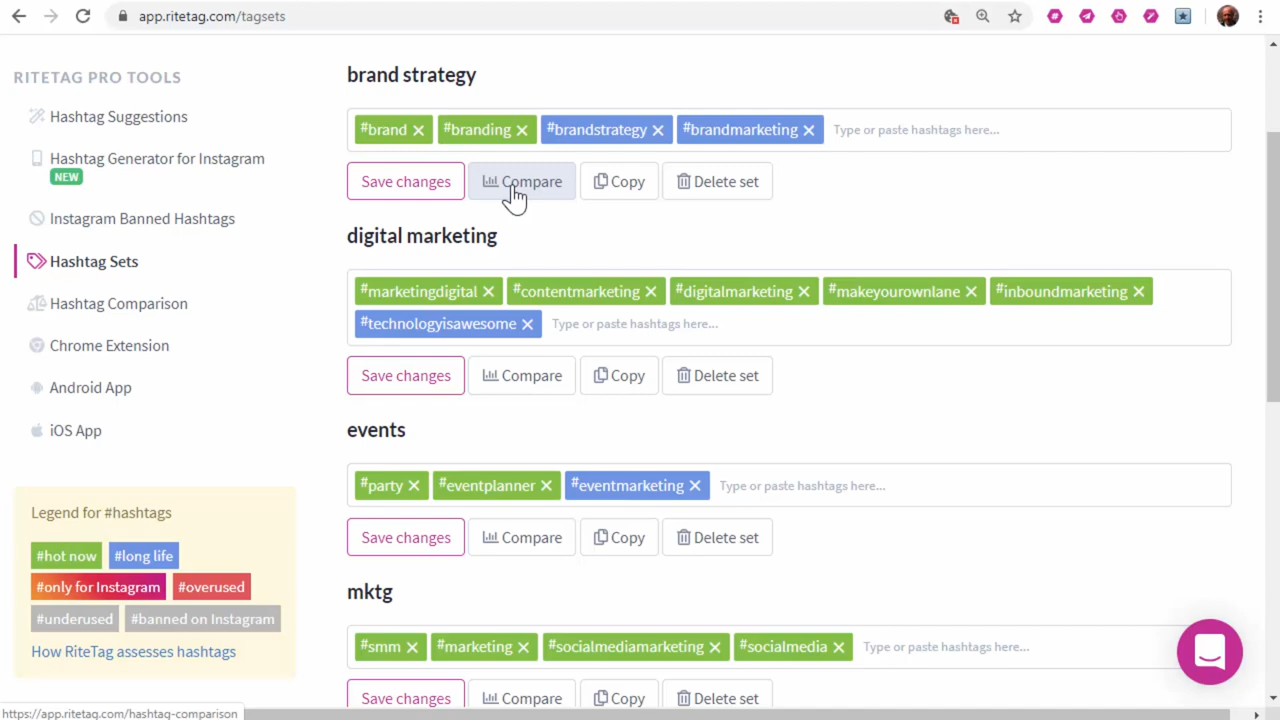 app.ritetag.com/tagsets
RITETAG PRO TOOLS
Hashtag Suggestions
Hashtag Generator for Instagram
NEW
Instagram Banned Hashtags
Hashtag Sets
Hashtag Comparison
Chrome Extension
Android App
iOS App
Legend for #hashtags
#hot now #long life
#only for Instagram #overused
#underused #banned on Instagram
How RiteTag assesses hashtags
brand strategy
#brand #branding #brandstrategy #brandmarketing Type or paste hashtags here...
Save changes Compare Copy Delete set
digital marketing
#marketingdigital #contentmarketing #digitalmarketing #makeyourownlane #inboundmarketing
#technologyisawesome Type or paste hashtags here...
Save changes Compare Copy Delete set
events
#party #eventplanner #eventmarketing Type or paste hashtags here...
Save changes Compare Copy Delete set
mktg
#smm #marketing #socialmediamarketing #socialmedia Type or paste hashtags here...
Save changes Compare Copy Delete set
https://app.ritetag.com/hashtag-comparison